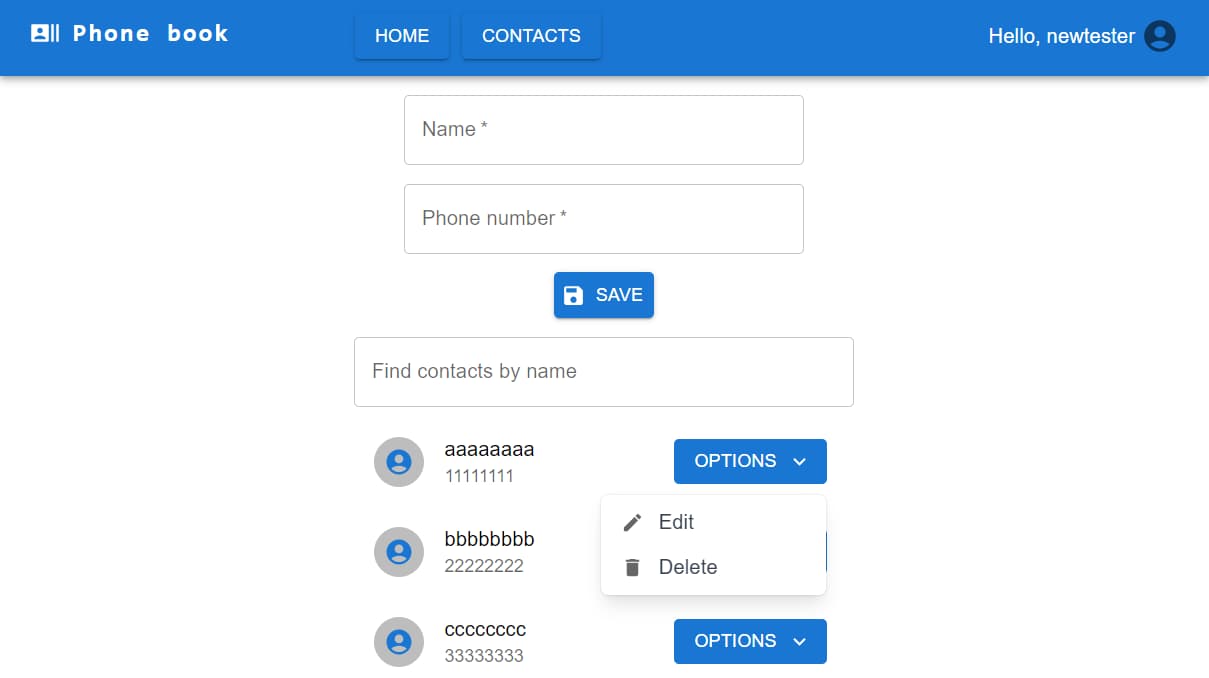 Phone book
HOME
CONTACTS
Hello, newtester
Name *
Phone number *
SAVE
Find contacts by name
aaaaaaaa
11111111
OPTIONS
Edit
Delete
bbbbbbbb
22222222
cccccccc
33333333
OPTIONS